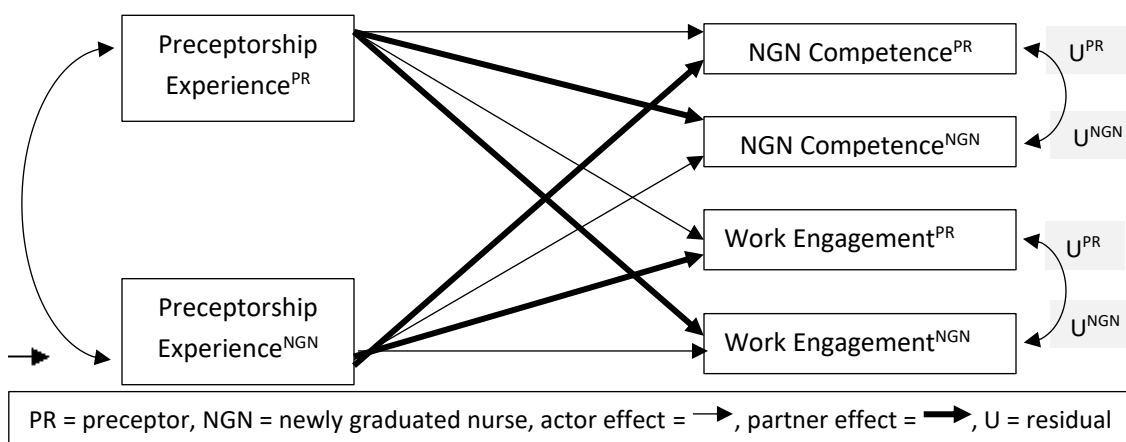 Preceptorship
Experience^PR
NGN Competence^PR
U^PR
NGN Competence^NGN
U^NGN
Work Engagement^PR
U^PR
Preceptorship
Experience^NGN
Work Engagement^NGN
U^NGN
PR = preceptor, NGN = newly graduated nurse, actor effect = →, partner effect = →, U = residual